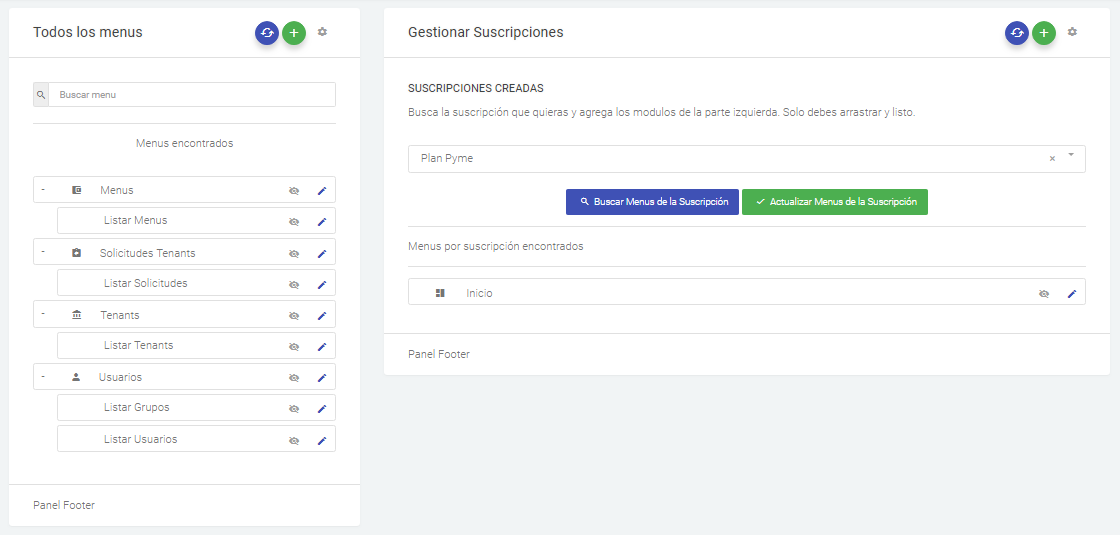 Todos los menus
Buscar menu
Menus encontrados
- Menus
Listar Menus
- Solicitudes Tenants
Listar Solicitudes
- Tenants
Listar Tenants
- Usuarios
Listar Grupos
Listar Usuarios
Panel Footer
Gestionar Suscripciones
SUSCRIPCIONES CREADAS
Busca la suscripción que quieras y agrega los modulos de la parte izquierda. Solo debes arrastrar y listo.
Plan Pyme ×
Buscar Menus de la Suscripción Actualizar Menus de la Suscripción
Menus por suscripción encontrados
Inicio
Panel Footer